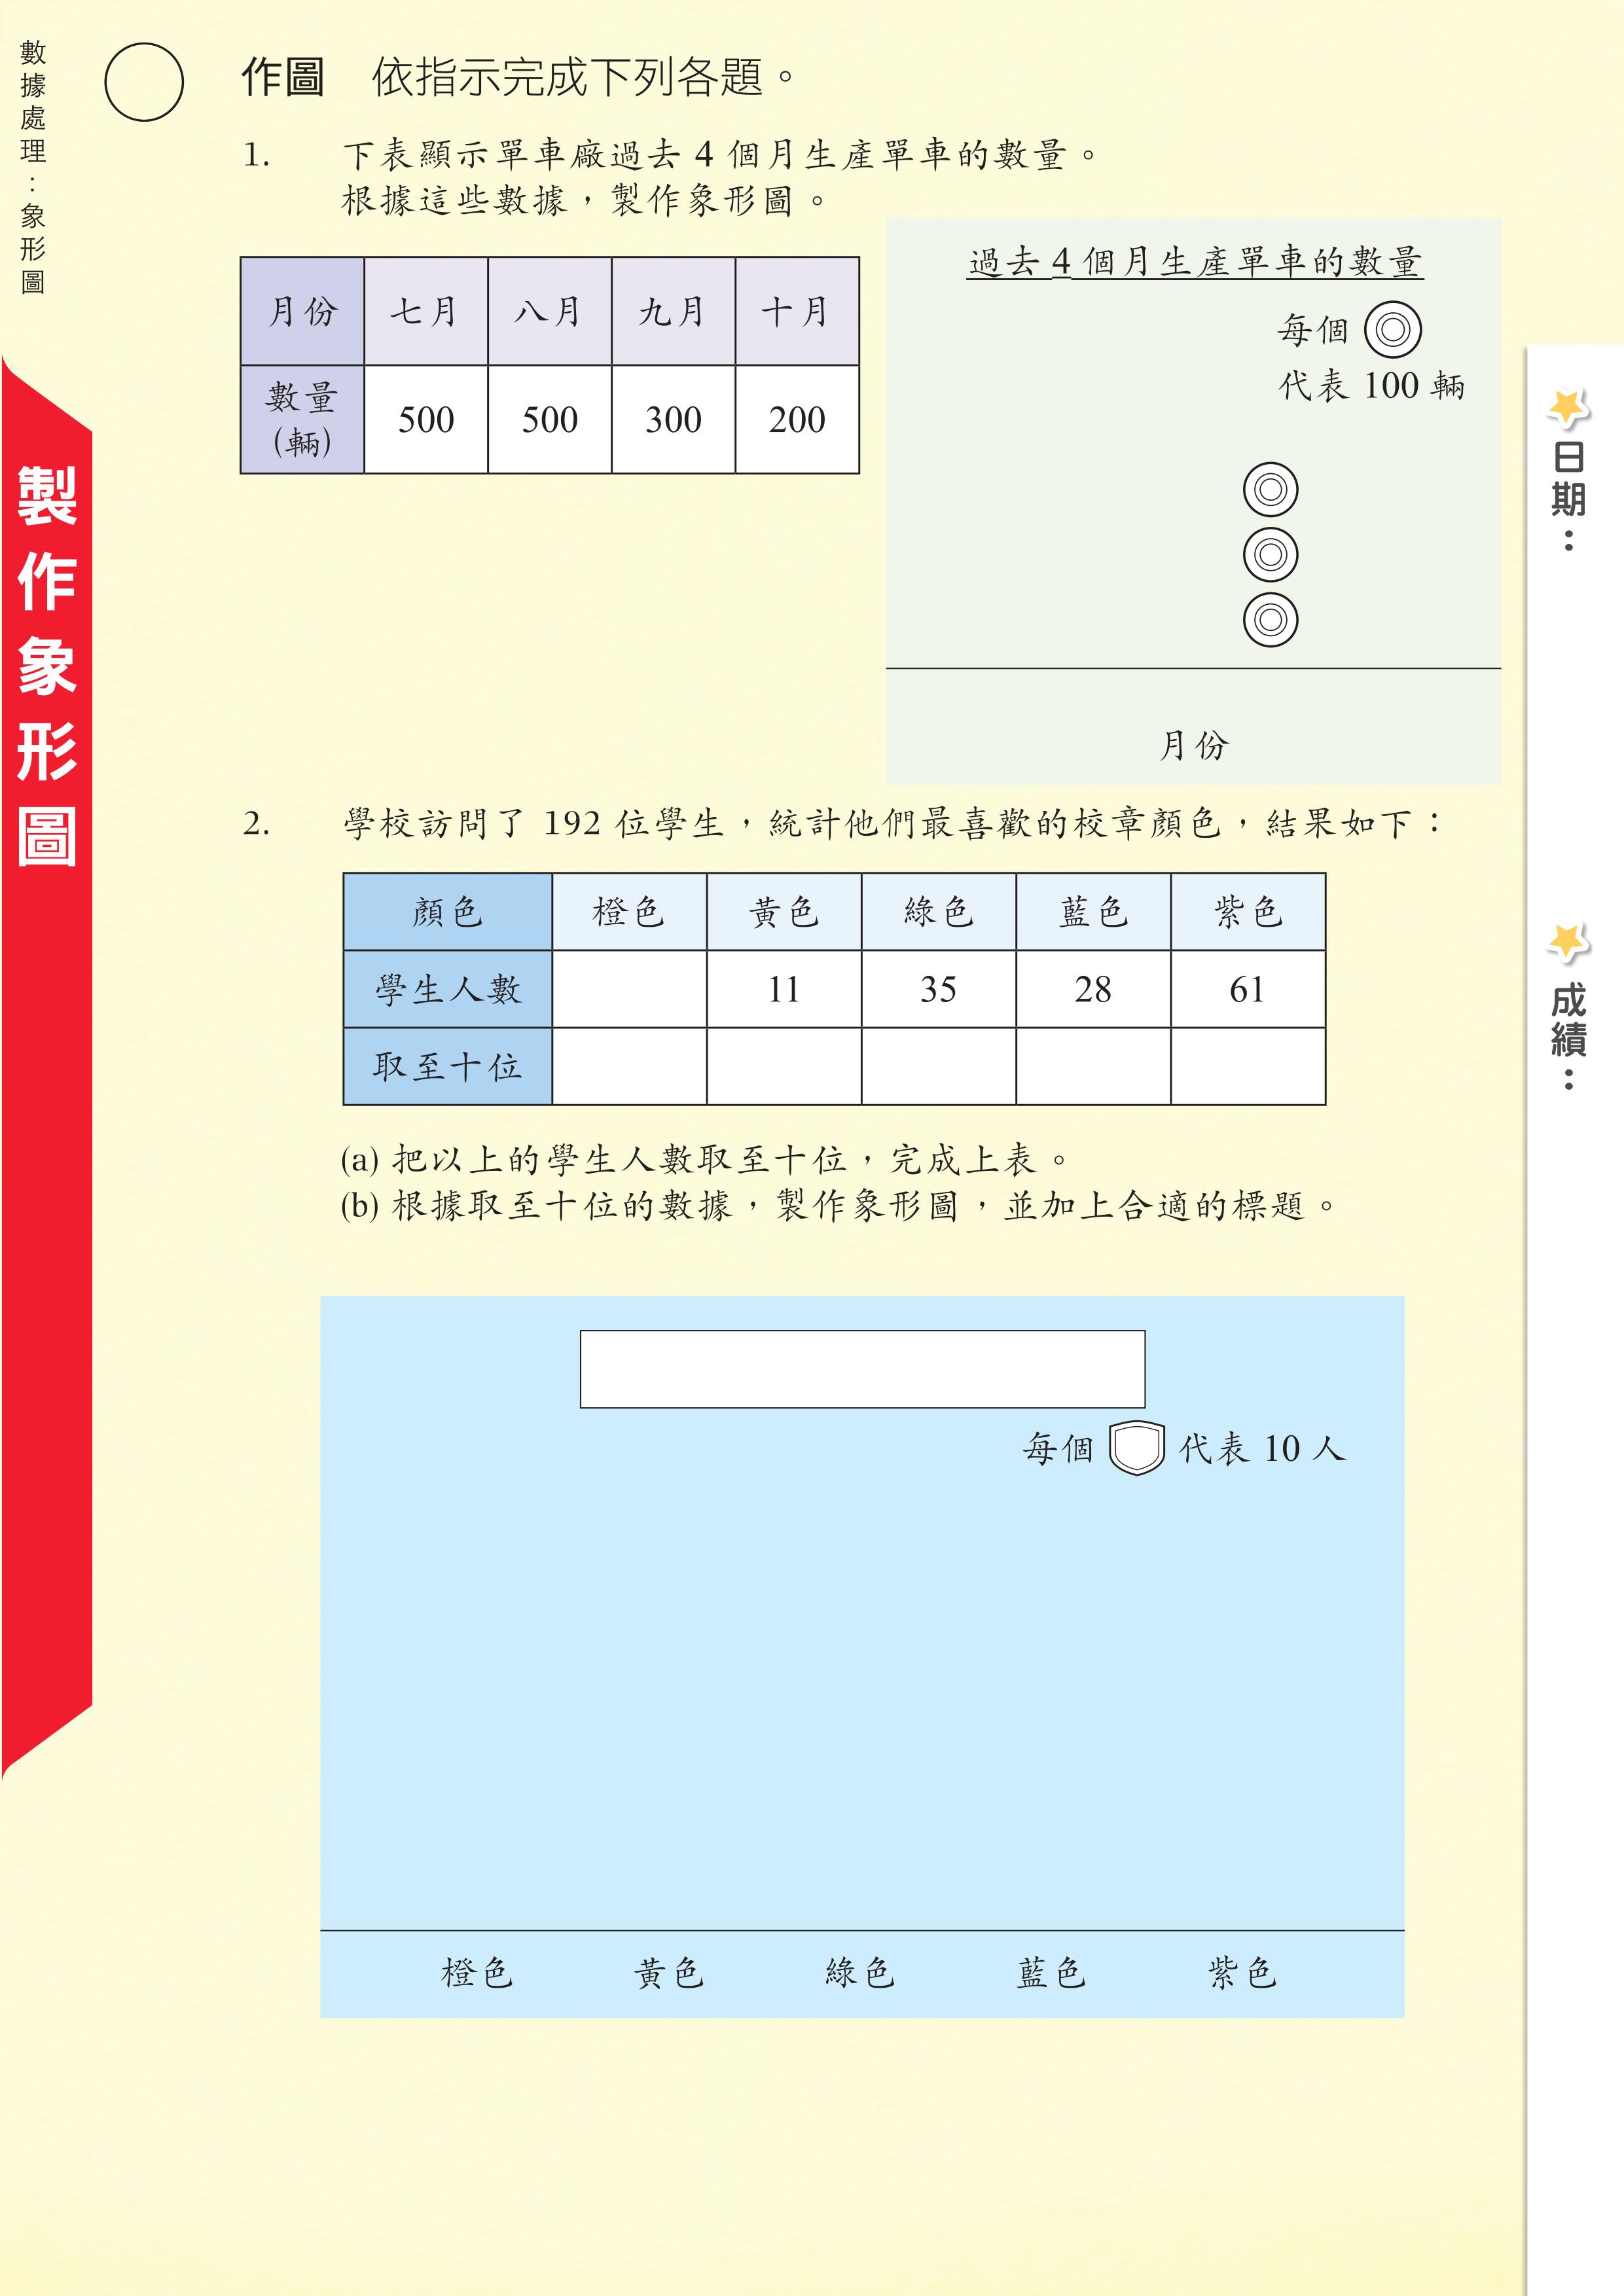 數據處理：象形圖
製作象形圖
作圖 依指示完成下列各題。
1. 下表顯示單車廠過去 4 個月生產單車的數量。
根據這些數據，製作象形圖。
月份 七月 八月 九月 十月
數量(輛) 500 500 300 200
過去 4 個月生產單車的數量
每個
代表 100 輛
月份
2. 學校訪問了 192 位學生，統計他們最喜歡的校章顏色，結果如下：
顏色 橙色 黃色 綠色 藍色 紫色
學生人數 11 35 28 61
取至十位
(a) 把以上的學生人數取至十位，完成上表。
(b) 根據取至十位的數據，製作象形圖，並加上合適的標題。
每個 代表 10 人
橙色 黃色 綠色 藍色 紫色
日期：
成績：